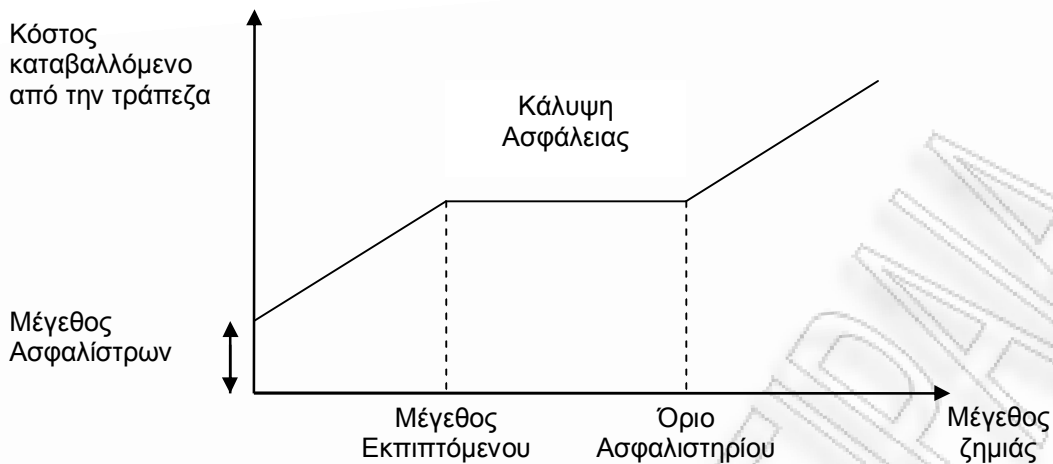 Κόστος
καταβαλλόμενο
από την τράπεζα
Κάλυψη
Ασφάλειας
Μέγεθος
Ασφαλίστρων
Μέγεθος
Εκπιπτόμενου
Όριο
Ασφαλιστηρίου
Μέγεθος
ζημιάς